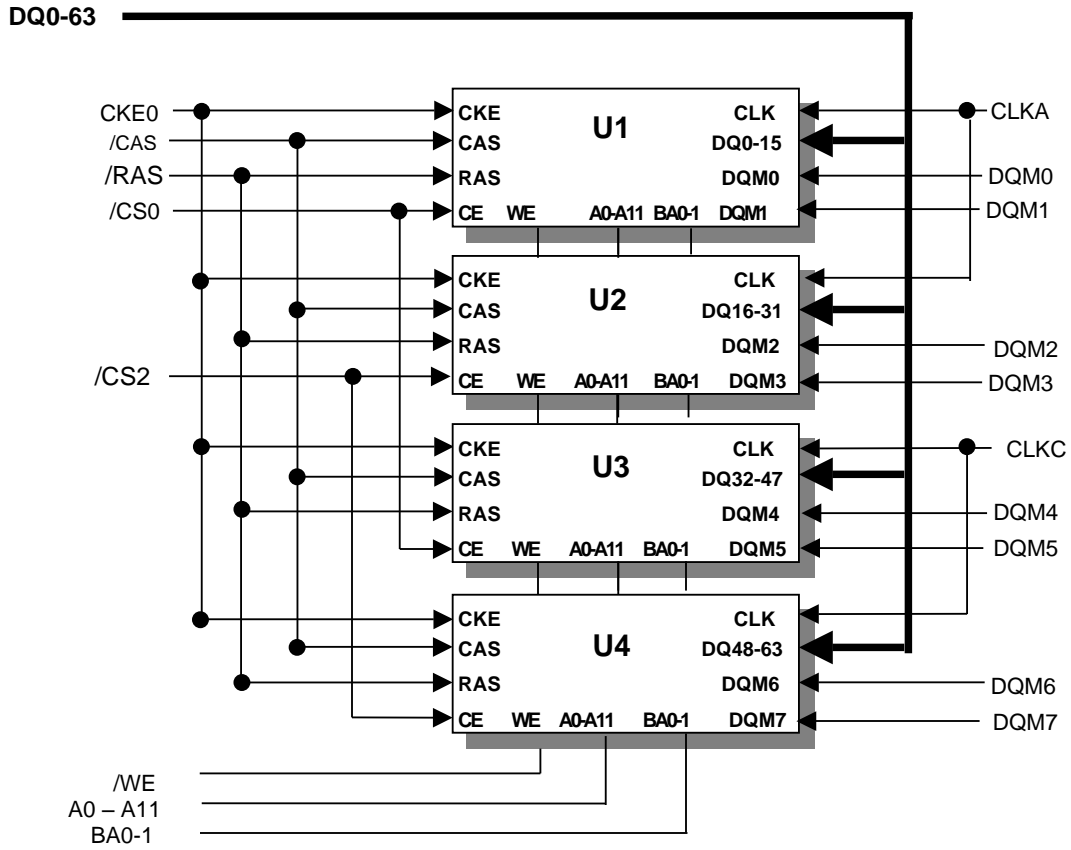 DQ0-63
CKE0
/CAS
/RAS
/CS0
CKE
CAS
RAS
CE WE A0-A11 BA0-1 DQM1
U1
CLK
DQ0-15
DQM0
CLKA
DQM0
DQM1
/CS2
CKE
CAS
RAS
CE WE A0-A11 BA0-1 DQM3
U2
CLK
DQ16-31
DQM2
DQM2
DQM3
CKE
CAS
RAS
CE WE A0-A11 BA0-1 DQM5
U3
CLK
DQ32-47
DQM4
CLKC
DQM4
DQM5
CKE
CAS
RAS
CE WE A0-A11 BA0-1 DQM7
U4
CLK
DQ48-63
DQM6
DQM6
DQM7
/WE
A0 – A11
BA0-1